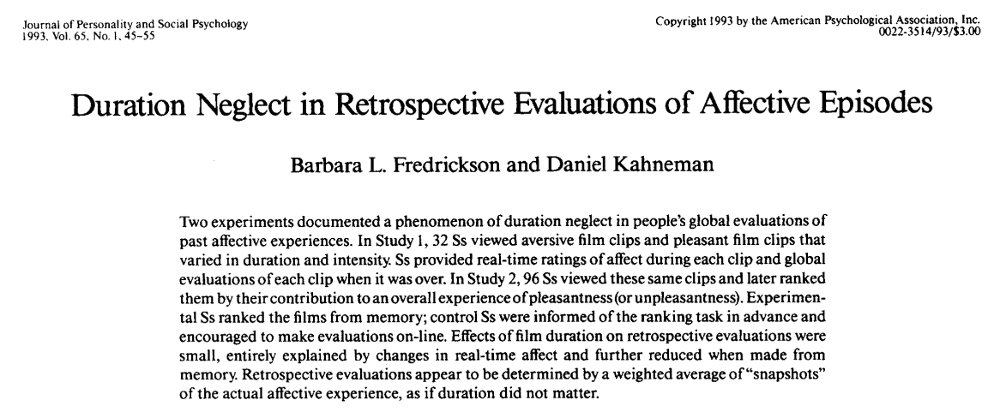 Journal of Personality and Social Psychology
1993, Vol. 65, No. 1, 45-55
Copyright 1993 by the American Psychological Association, Inc.
0022-3514/93/$3.00
Duration Neglect in Retrospective Evaluations of Affective Episodes
Barbara L. Fredrickson and Daniel Kahneman
Two experiments documented a phenomenon of duration neglect in people's global evaluations of
past affective experiences. In Study 1, 32 Ss viewed aversive film clips and pleasant film clips that
varied in duration and intensity. Ss provided real-time ratings of affect during each clip and global
evaluations of each clip when it was over. In Study 2, 96 Ss viewed these same clips and later ranked
them by their contribution to an overall experience of pleasantness (or unpleasantness). Experimen-
tal Ss ranked the films from memory; control Ss were informed of the ranking task in advance and
encouraged to make evaluations on-line. Effects of film duration on retrospective evaluations were
small, entirely explained by changes in real-time affect and further reduced when made from
memory. Retrospective evaluations appear to be determined by a weighted average of "snapshots"
of the actual affective experience, as if duration did not matter.